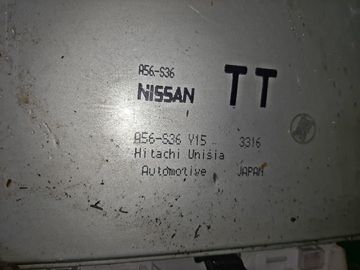 A56-S36
NISSAN TT
A56-S36 Y15 3316
Hitachi Unisia
Automotive JAPAN